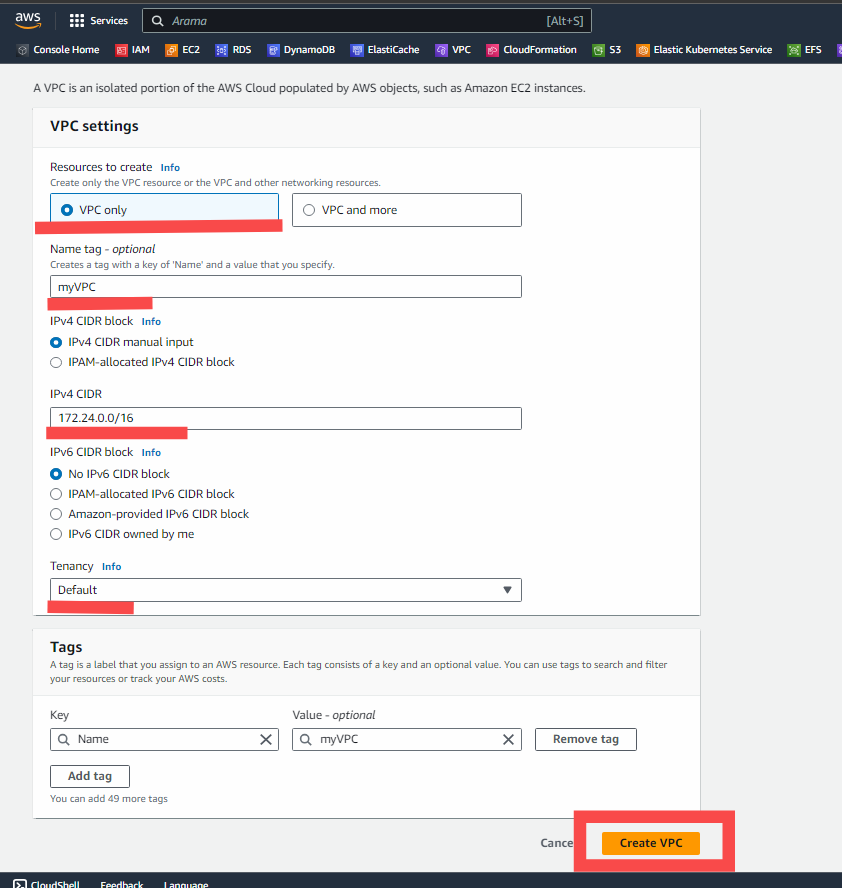 aws Services Arama [Alt+S]
Console Home IAM EC2 RDS DynamoDB ElastiCache VPC CloudFormation S3 Elastic Kubernetes Service EFS
A VPC is an isolated portion of the AWS Cloud populated by AWS objects, such as Amazon EC2 instances.
VPC settings
Resources to create Info
Create only the VPC resource or the VPC and other networking resources.
VPC only VPC and more
Name tag - optional
Creates a tag with a key of 'Name' and a value that you specify.
myVPC
IPv4 CIDR block Info
IPv4 CIDR manual input
IPAM-allocated IPv4 CIDR block
IPv4 CIDR
172.24.0.0/16
IPv6 CIDR block Info
No IPv6 CIDR block
IPAM-allocated IPv6 CIDR block
Amazon-provided IPv6 CIDR block
IPv6 CIDR owned by me
Tenancy Info
Default
Tags
A tag is a label that you assign to an AWS resource. Each tag consists of a key and an optional value. You can use tags to search and filter
your resources or track your AWS costs.
Key Value - optional
Name myVPC Remove tag
Add tag
You can add 49 more tags
Cance Create VPC
CloudShell Feedback Language